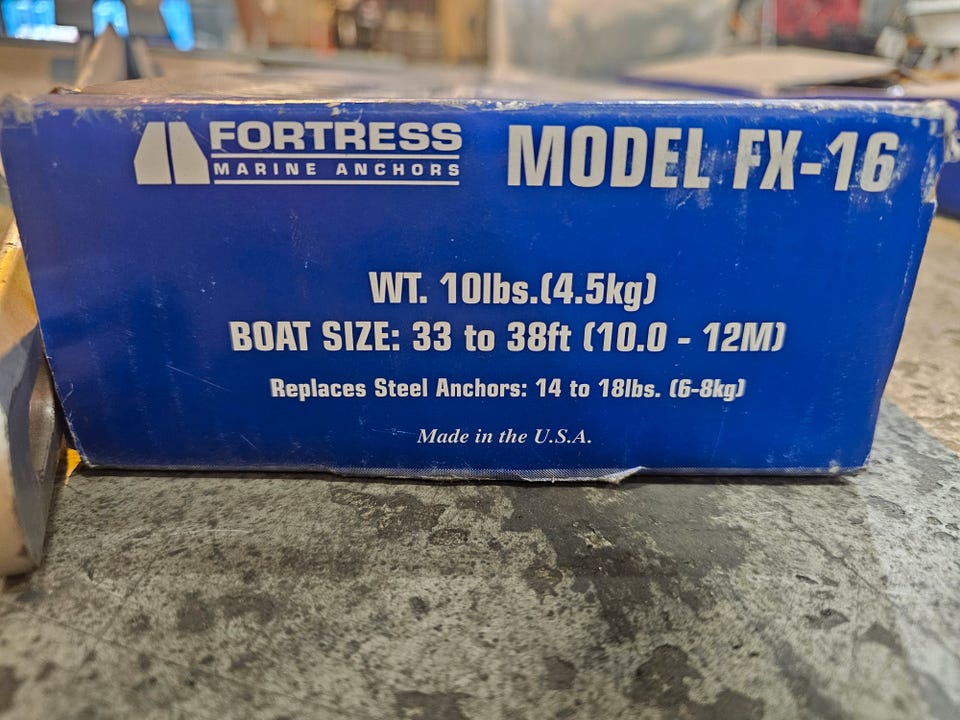 FORTRESS
MARINE ANCHORS
MODEL FX-16
WT. 10lbs.(4.5kg)
BOAT SIZE: 33 to 38ft (10.0 - 12M)
Replaces Steel Anchors: 14 to 18lbs. (6-8kg)
Made in the U.S.A.